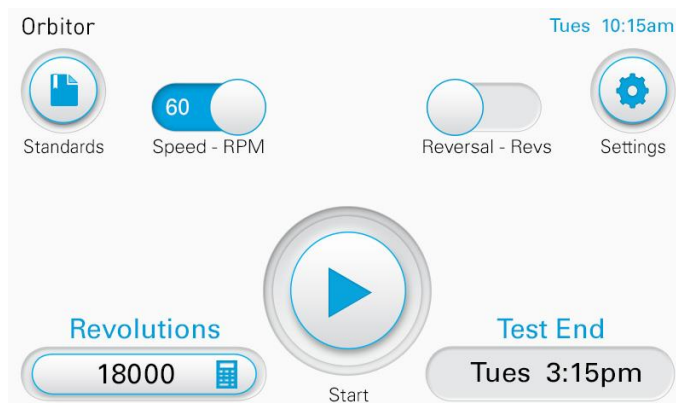 Orbitor
Tues 10:15am
60
Standards
Speed - RPM
Reversal - Revs
Settings
Revolutions
Test End
18000
Tues 3:15pm
Start